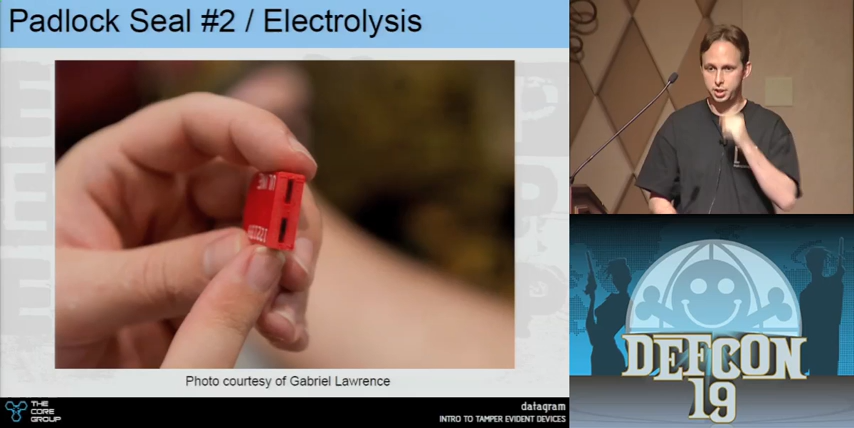 Padlock Seal #2 / Electrolysis
Photo courtesy of Gabriel Lawrence
THE
CORE
GROUP
datagram
INTRO TO TAMPER EVIDENT DEVICES
DEFCON
19